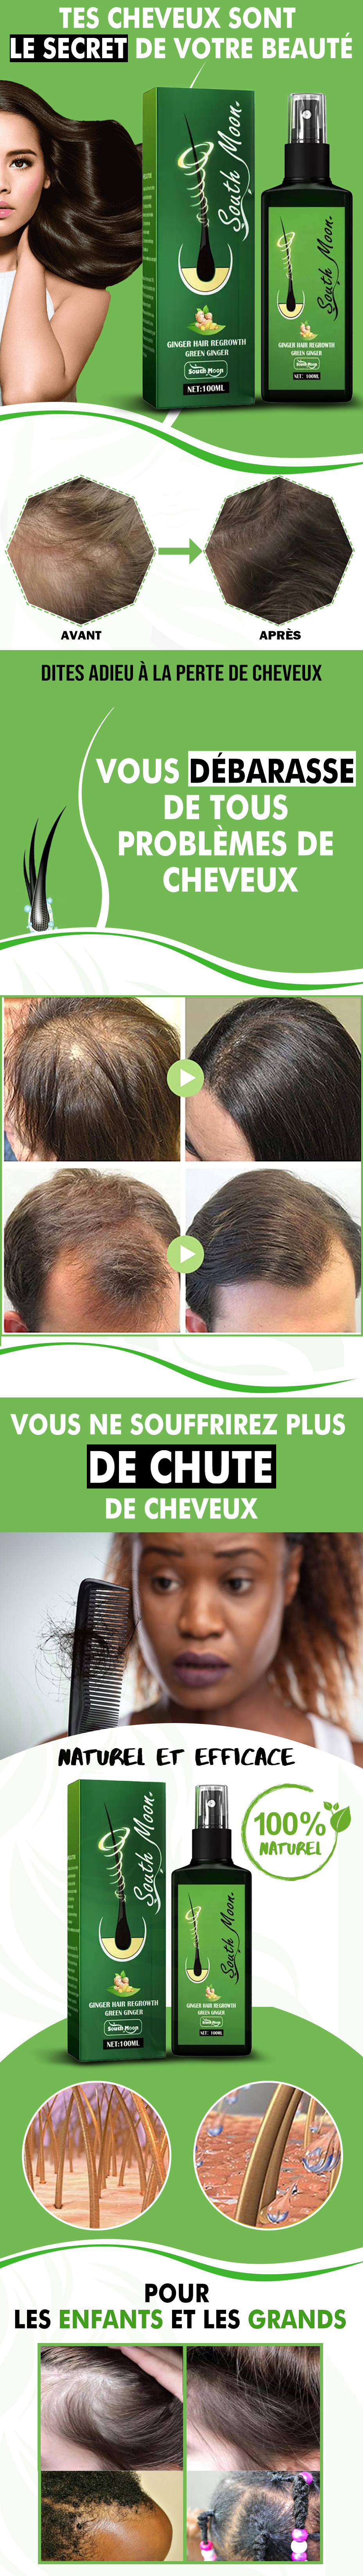 TES CHEVEUX SONT
LE SECRET DE VOTRE BEAUTÉ
South Moon
GINGER HAIR REGROWTH
GREEN GINGER
South Moon
NET:100ML
South Moon
GINGER HAIR REGROWTH
GREEN GINGER
South Moon
NET: 100ML
AVANT
APRÈS
DITES ADIEU À LA PERTE DE CHEVEUX
VOUS DÉBARASSE
DE TOUS
PROBLÈMES DE
CHEVEUX
VOUS NE SOUFFRIREZ PLUS
DE CHUTE
DE CHEVEUX
NATUREL ET EFFICACE
100%
NATUREL
South Moon
GINGER HAIR REGROWTH
GREEN GINGER
South Moon
NET:100ML
South Moon
GINGER HAIR REGROWTH
GREEN GINGER
South Moon
NET: 100ML
POUR
LES ENFANTS ET LES GRANDS